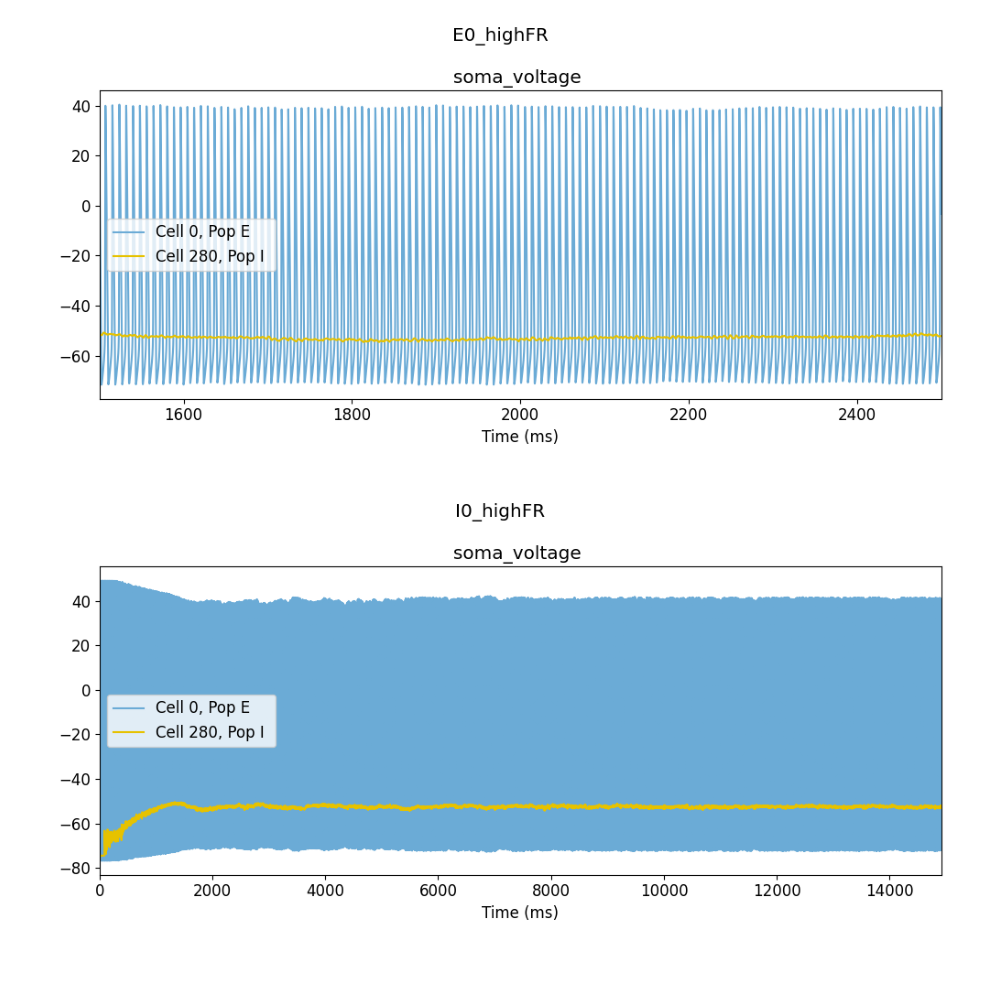 E0_highFR
soma_voltage
40
20
0
−20
−40
−60
Cell 0, Pop E
Cell 280, Pop I
1600 1800 2000 2200 2400
Time (ms)
I0_highFR
soma_voltage
40
20
0
−20
−40
−60
−80
Cell 0, Pop E
Cell 280, Pop I
0 2000 4000 6000 8000 10000 12000 14000
Time (ms)